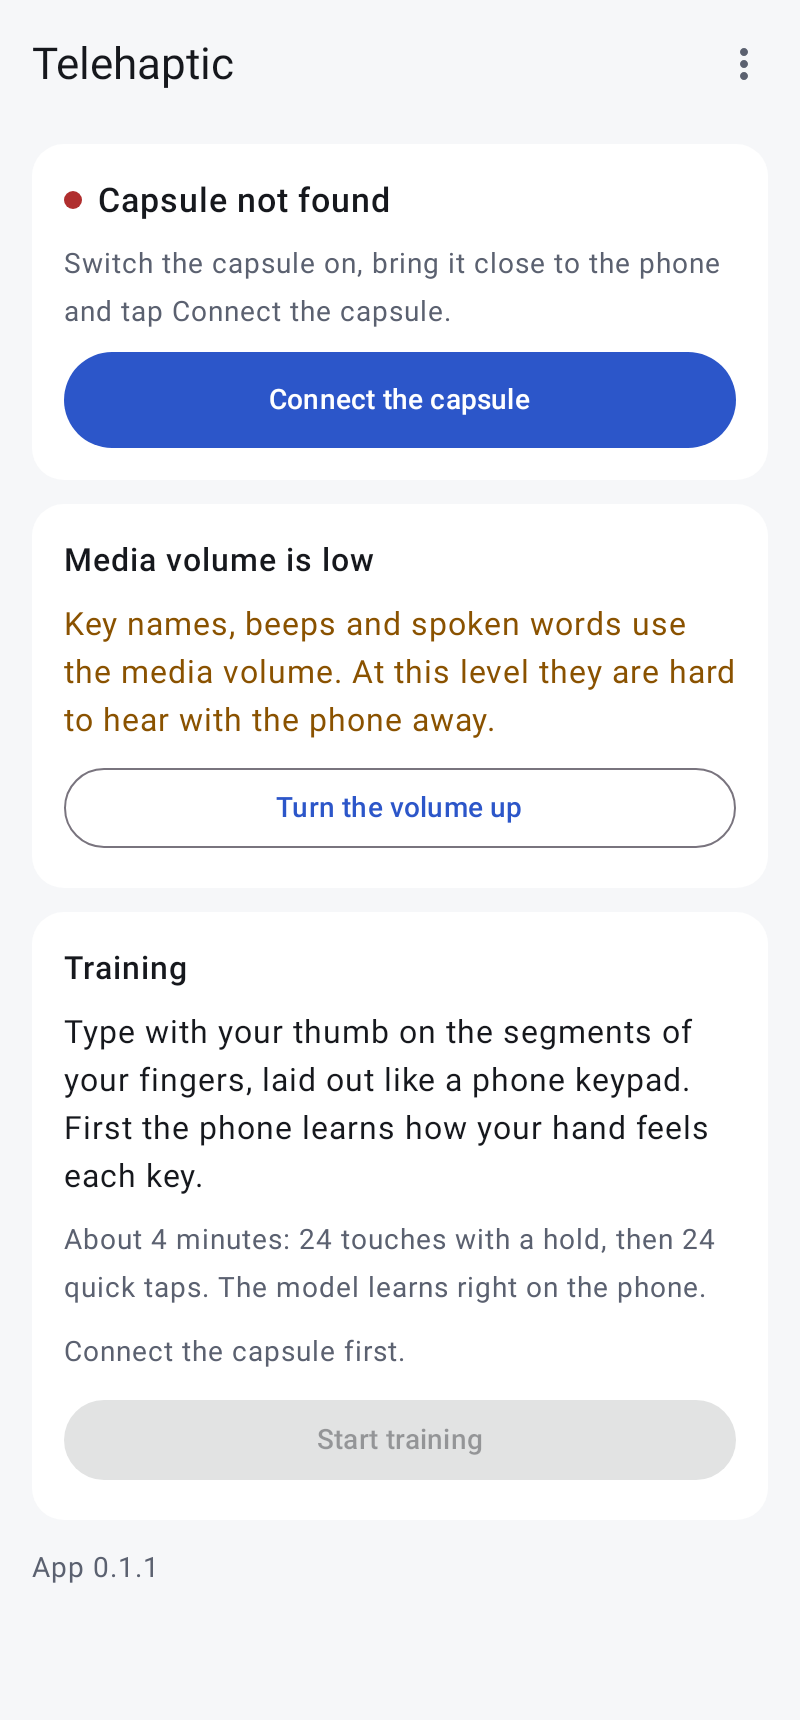 Telehaptic
Capsule not found
Switch the capsule on, bring it close to the phone
and tap Connect the capsule.
Connect the capsule
Media volume is low
Key names, beeps and spoken words use
the media volume. At this level they are hard
to hear with the phone away.
Turn the volume up
Training
Type with your thumb on the segments of
your fingers, laid out like a phone keypad.
First the phone learns how your hand feels
each key.
About 4 minutes: 24 touches with a hold, then 24
quick taps. The model learns right on the phone.
Connect the capsule first.
Start training
App 0.1.1